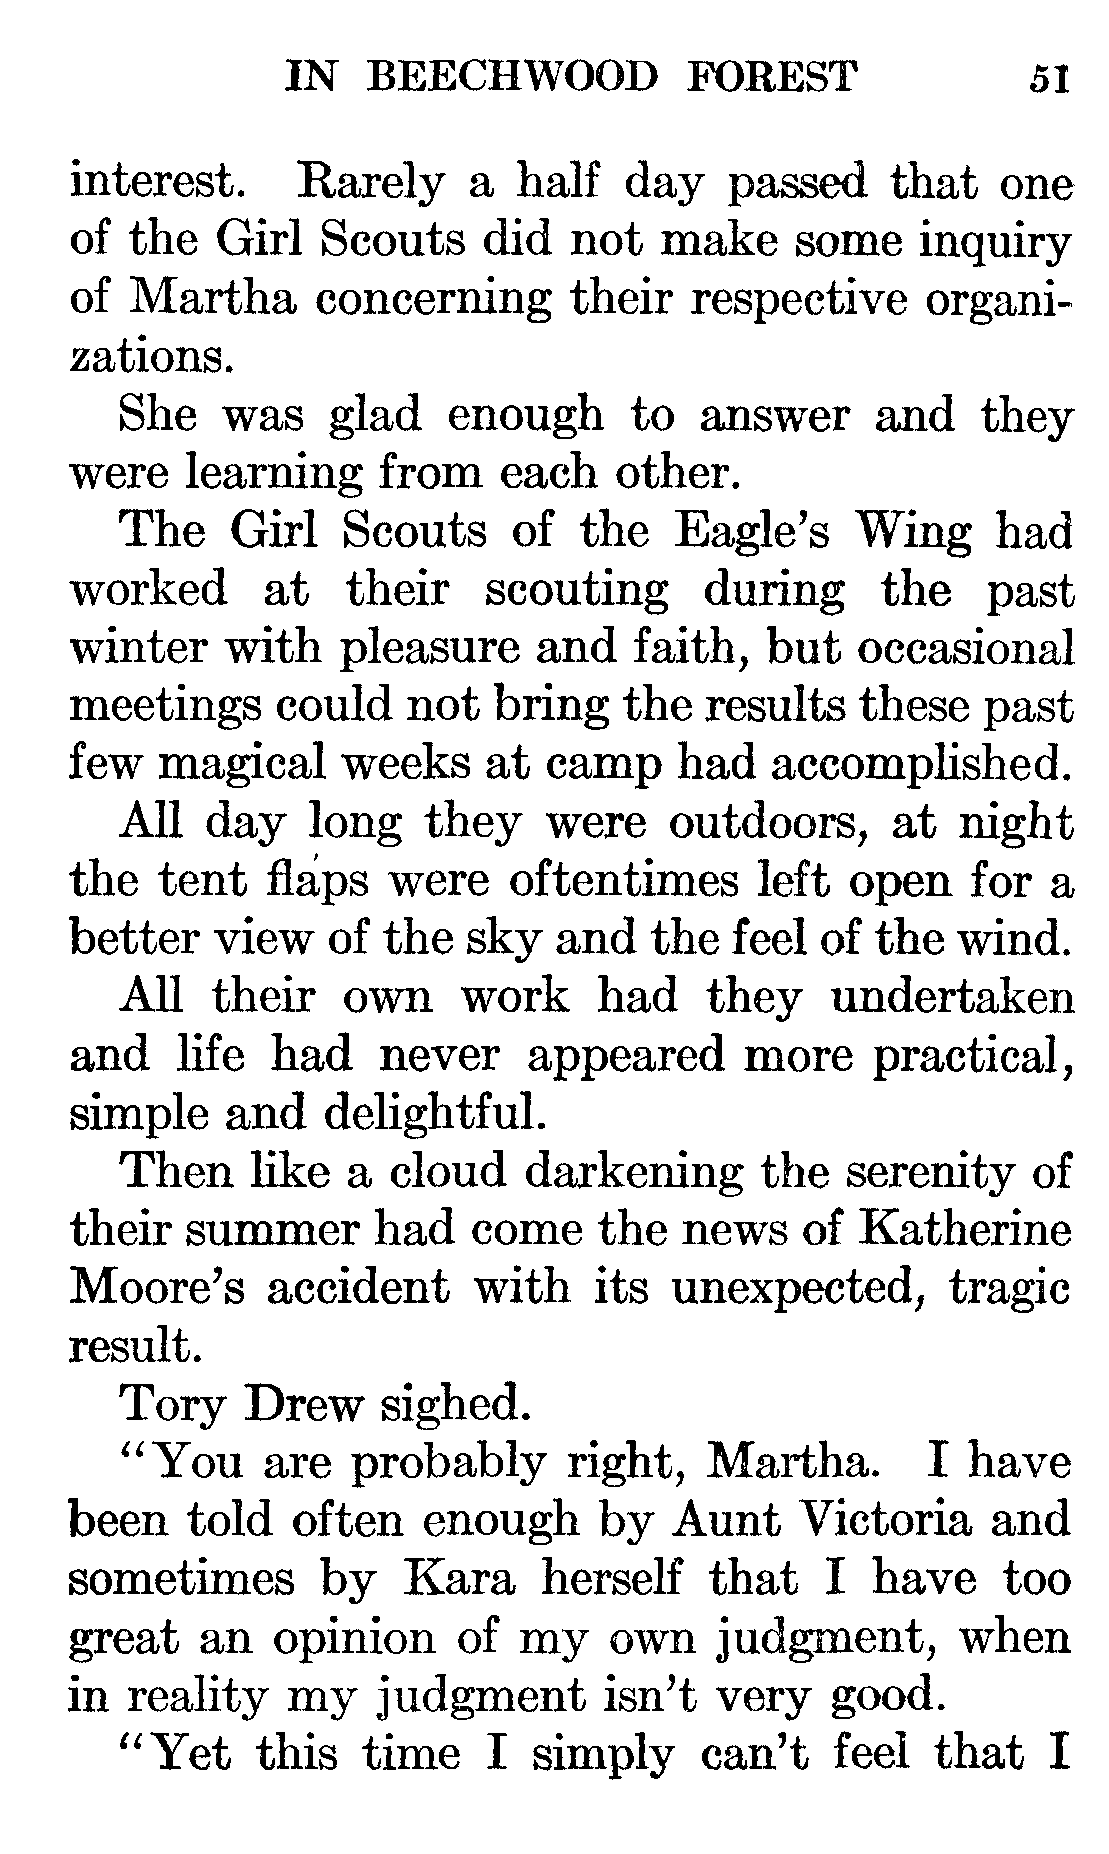 IN BEECHWOOD FOREST 51
interest. Rarely a half day passed that one
of the Girl Scouts did not make some inquiry
of Martha concerning their respective organi-
zations.
She was glad enough to answer and they
were learning from each other.
The Girl Scouts of the Eagle's Wing had
worked at their scouting during the past
winter with pleasure and faith, but occasional
meetings could not bring the results these past
few magical weeks at camp had accomplished.
All day long they were outdoors, at night
the tent flaps were oftentimes left open for a
better view of the sky and the feel of the wind.
All their own work had they undertaken
and life had never appeared more practical,
simple and delightful.
Then like a cloud darkening the serenity of
their summer had come the news of Katherine
Moore's accident with its unexpected, tragic
result.
Tory Drew sighed.
"You are probably right, Martha. I have
been told often enough by Aunt Victoria and
sometimes by Kara herself that I have too
great an opinion of my own judgment, when
in reality my judgment isn't very good.
"Yet this time I simply can't feel that I